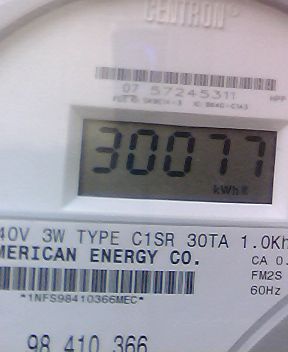 CENTRON®
07 57245311
30077
kWh
40V 3W TYPE C1SR 30TA 1.0Kh
MERICAN ENERGY CO.
CA 0.
FM2S
60Hz
*1NFS98410366MEC*
98 410 366